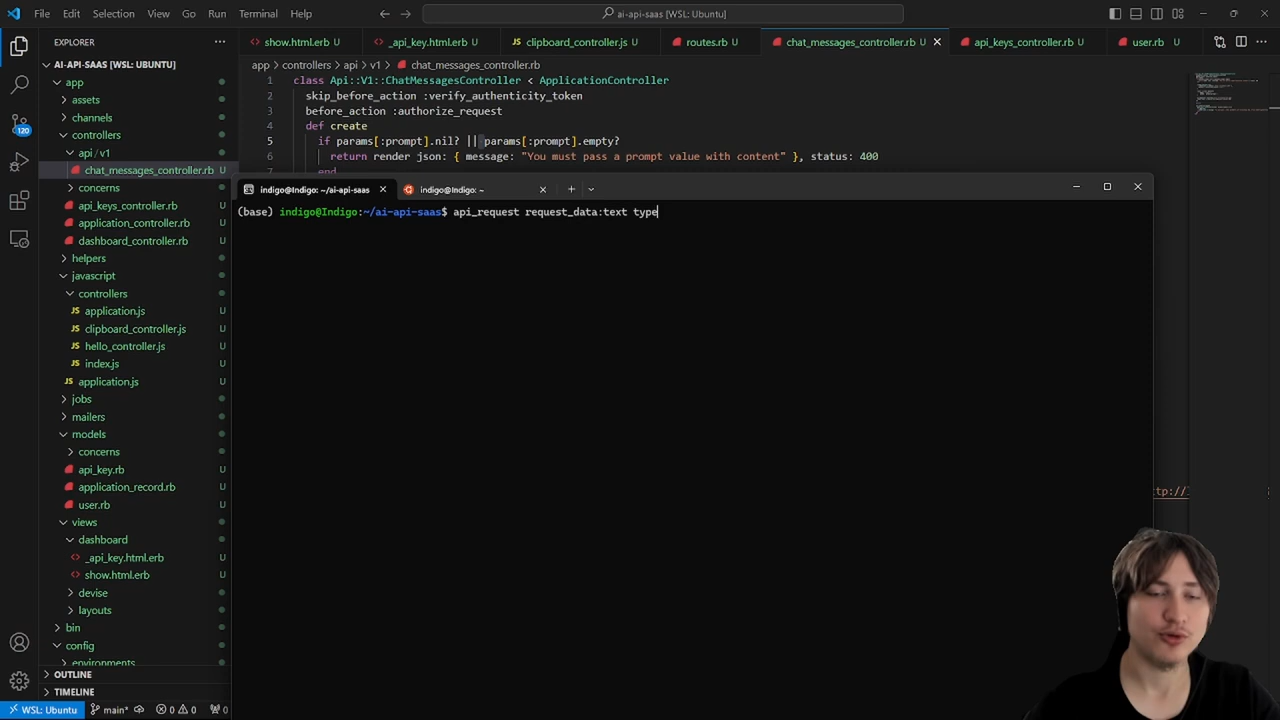 File Edit Selection View Go Run Terminal Help
ai-api-saas [WSL: Ubuntu]
EXPLORER
show.html.erb U
_api_key.html.erb U
clipboard_controller.js U
routes.rb U
chat_messages_controller.rb U
api_keys_controller.rb U
user.rb U
AI-API-SAAS [WSL: UBUNTU]
app > controllers > api > v1 > chat_messages_controller.rb
app
assets
channels
controllers
api/v1
chat_messages_controller.rb U
concerns
api_keys_controller.rb U
application_controller.rb U
dashboard_controller.rb U
helpers
javascript
controllers
application.js U
clipboard_controller.js U
hello_controller.js U
index.js U
application.js U
jobs
mailers
models
concerns
api_key.rb U
application_record.rb U
user.rb U
views
dashboard
_api_key.html.erb U
show.html.erb U
devise
layouts
bin
config
environments
OUTLINE
TIMELINE
120
1 class Api::V1::ChatMessagesController < ApplicationController
2 skip_before_action :verify_authenticity_token
3 before_action :authorize_request
4 def create
5 if params[:prompt].nil? || params[:prompt].empty?
6 return render json: { message: "You must pass a prompt value with content" }, status: 400
7 end
indigo@Indigo: ~/ai-api-saas
indigo@Indigo: ~
(base) indigo@Indigo:~/ai-api-saas$ api_request request_data:text type
WSL: Ubuntu
main*
0 0
0